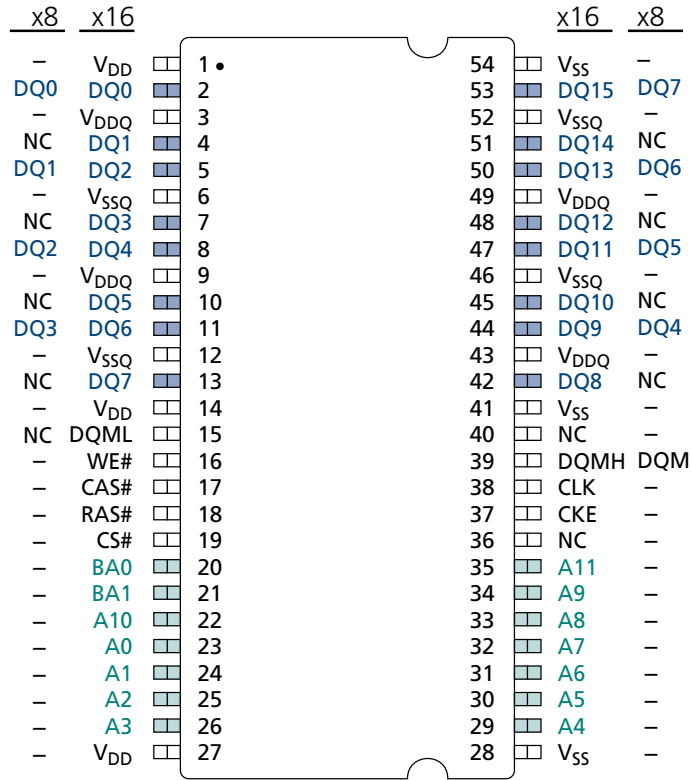 x8 x16 x16 x8
– VDD 1 54 VSS –
DQ0 DQ0 2 53 DQ15 DQ7
– VDDQ 3 52 VSSQ –
NC DQ1 4 51 DQ14 NC
DQ1 DQ2 5 50 DQ13 DQ6
– VSSQ 6 49 VDDQ –
NC DQ3 7 48 DQ12 NC
DQ2 DQ4 8 47 DQ11 DQ5
– VDDQ 9 46 VSSQ –
NC DQ5 10 45 DQ10 NC
DQ3 DQ6 11 44 DQ9 DQ4
– VSSQ 12 43 VDDQ –
NC DQ7 13 42 DQ8 NC
– VDD 14 41 VSS –
NC DQML 15 40 NC –
– WE# 16 39 DQMH DQM
– CAS# 17 38 CLK –
– RAS# 18 37 CKE –
– CS# 19 36 NC –
– BA0 20 35 A11 –
– BA1 21 34 A9 –
– A10 22 33 A8 –
– A0 23 32 A7 –
– A1 24 31 A6 –
– A2 25 30 A5 –
– A3 26 29 A4 –
– VDD 27 28 VSS –